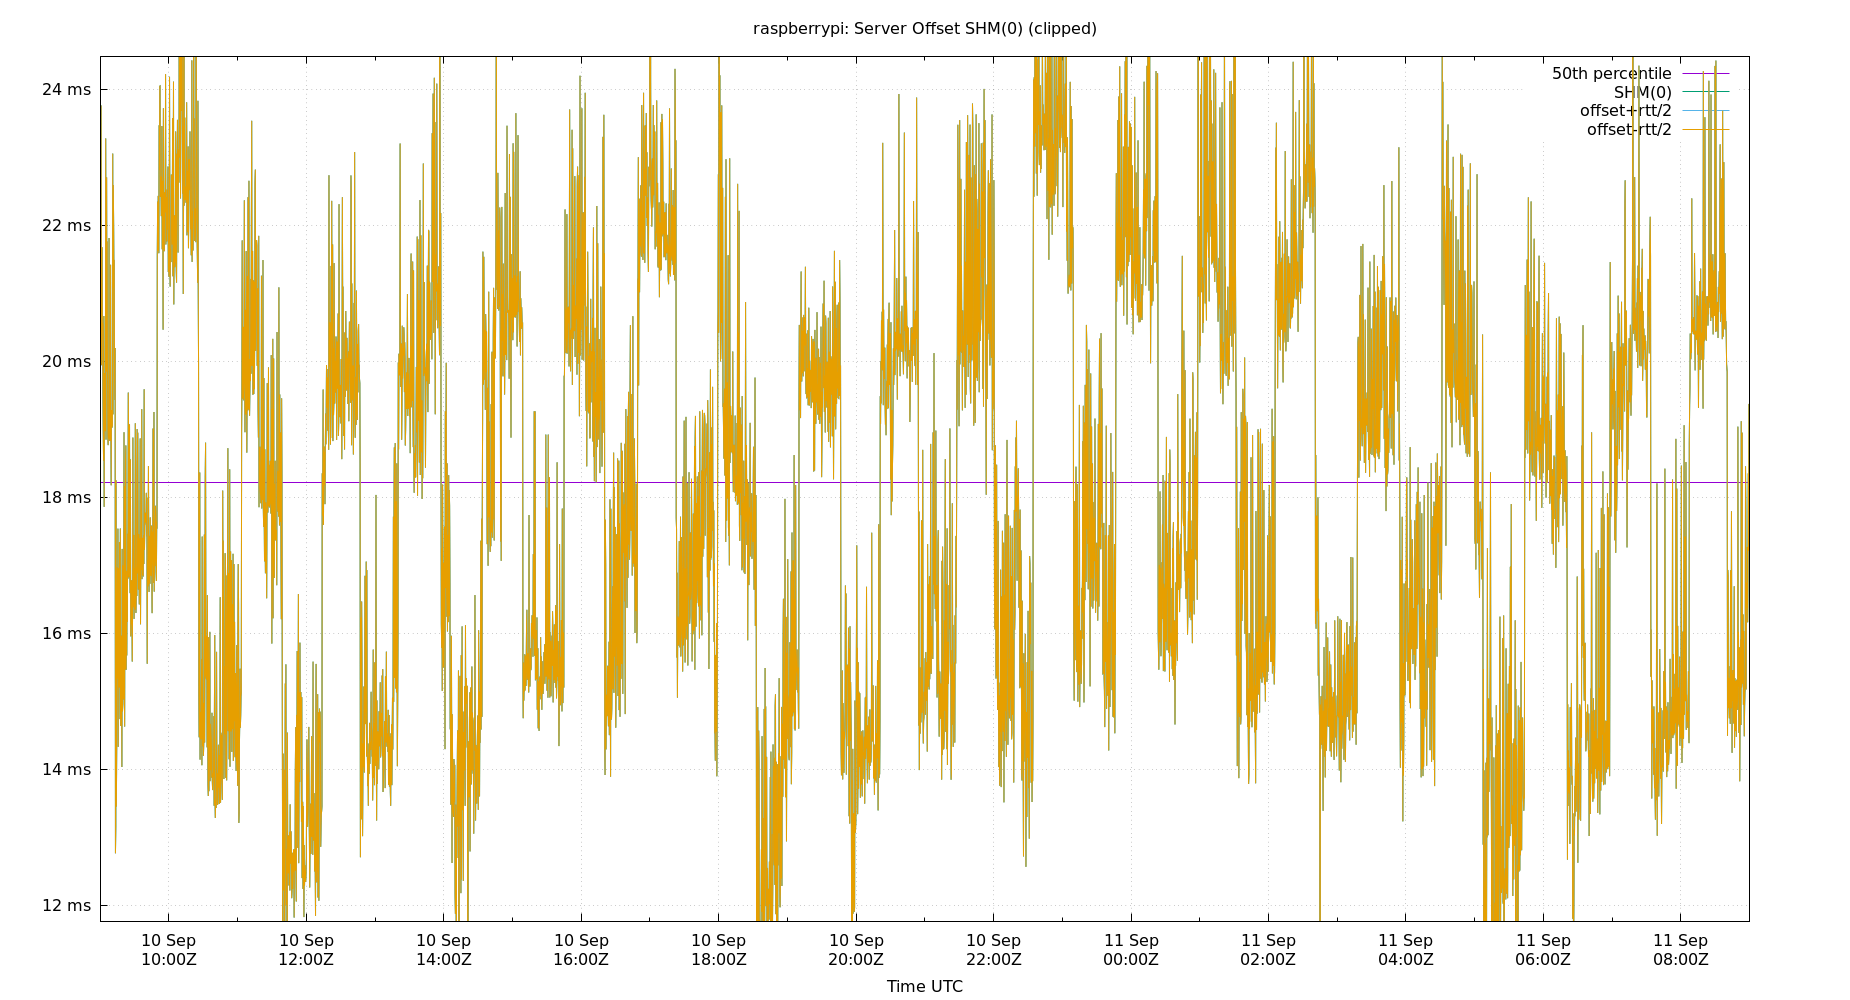 raspberrypi: Server Offset SHM(0) (clipped)
50th percentile
SHM(0)
offset+rtt/2
offset-rtt/2
24 ms
22 ms
20 ms
18 ms
16 ms
14 ms
12 ms
10 Sep 10 Sep 10 Sep 10 Sep 10 Sep 10 Sep 10 Sep 11 Sep 11 Sep 11 Sep 11 Sep 11 Sep
10:00Z 12:00Z 14:00Z 16:00Z 18:00Z 20:00Z 22:00Z 00:00Z 02:00Z 04:00Z 06:00Z 08:00Z
Time UTC